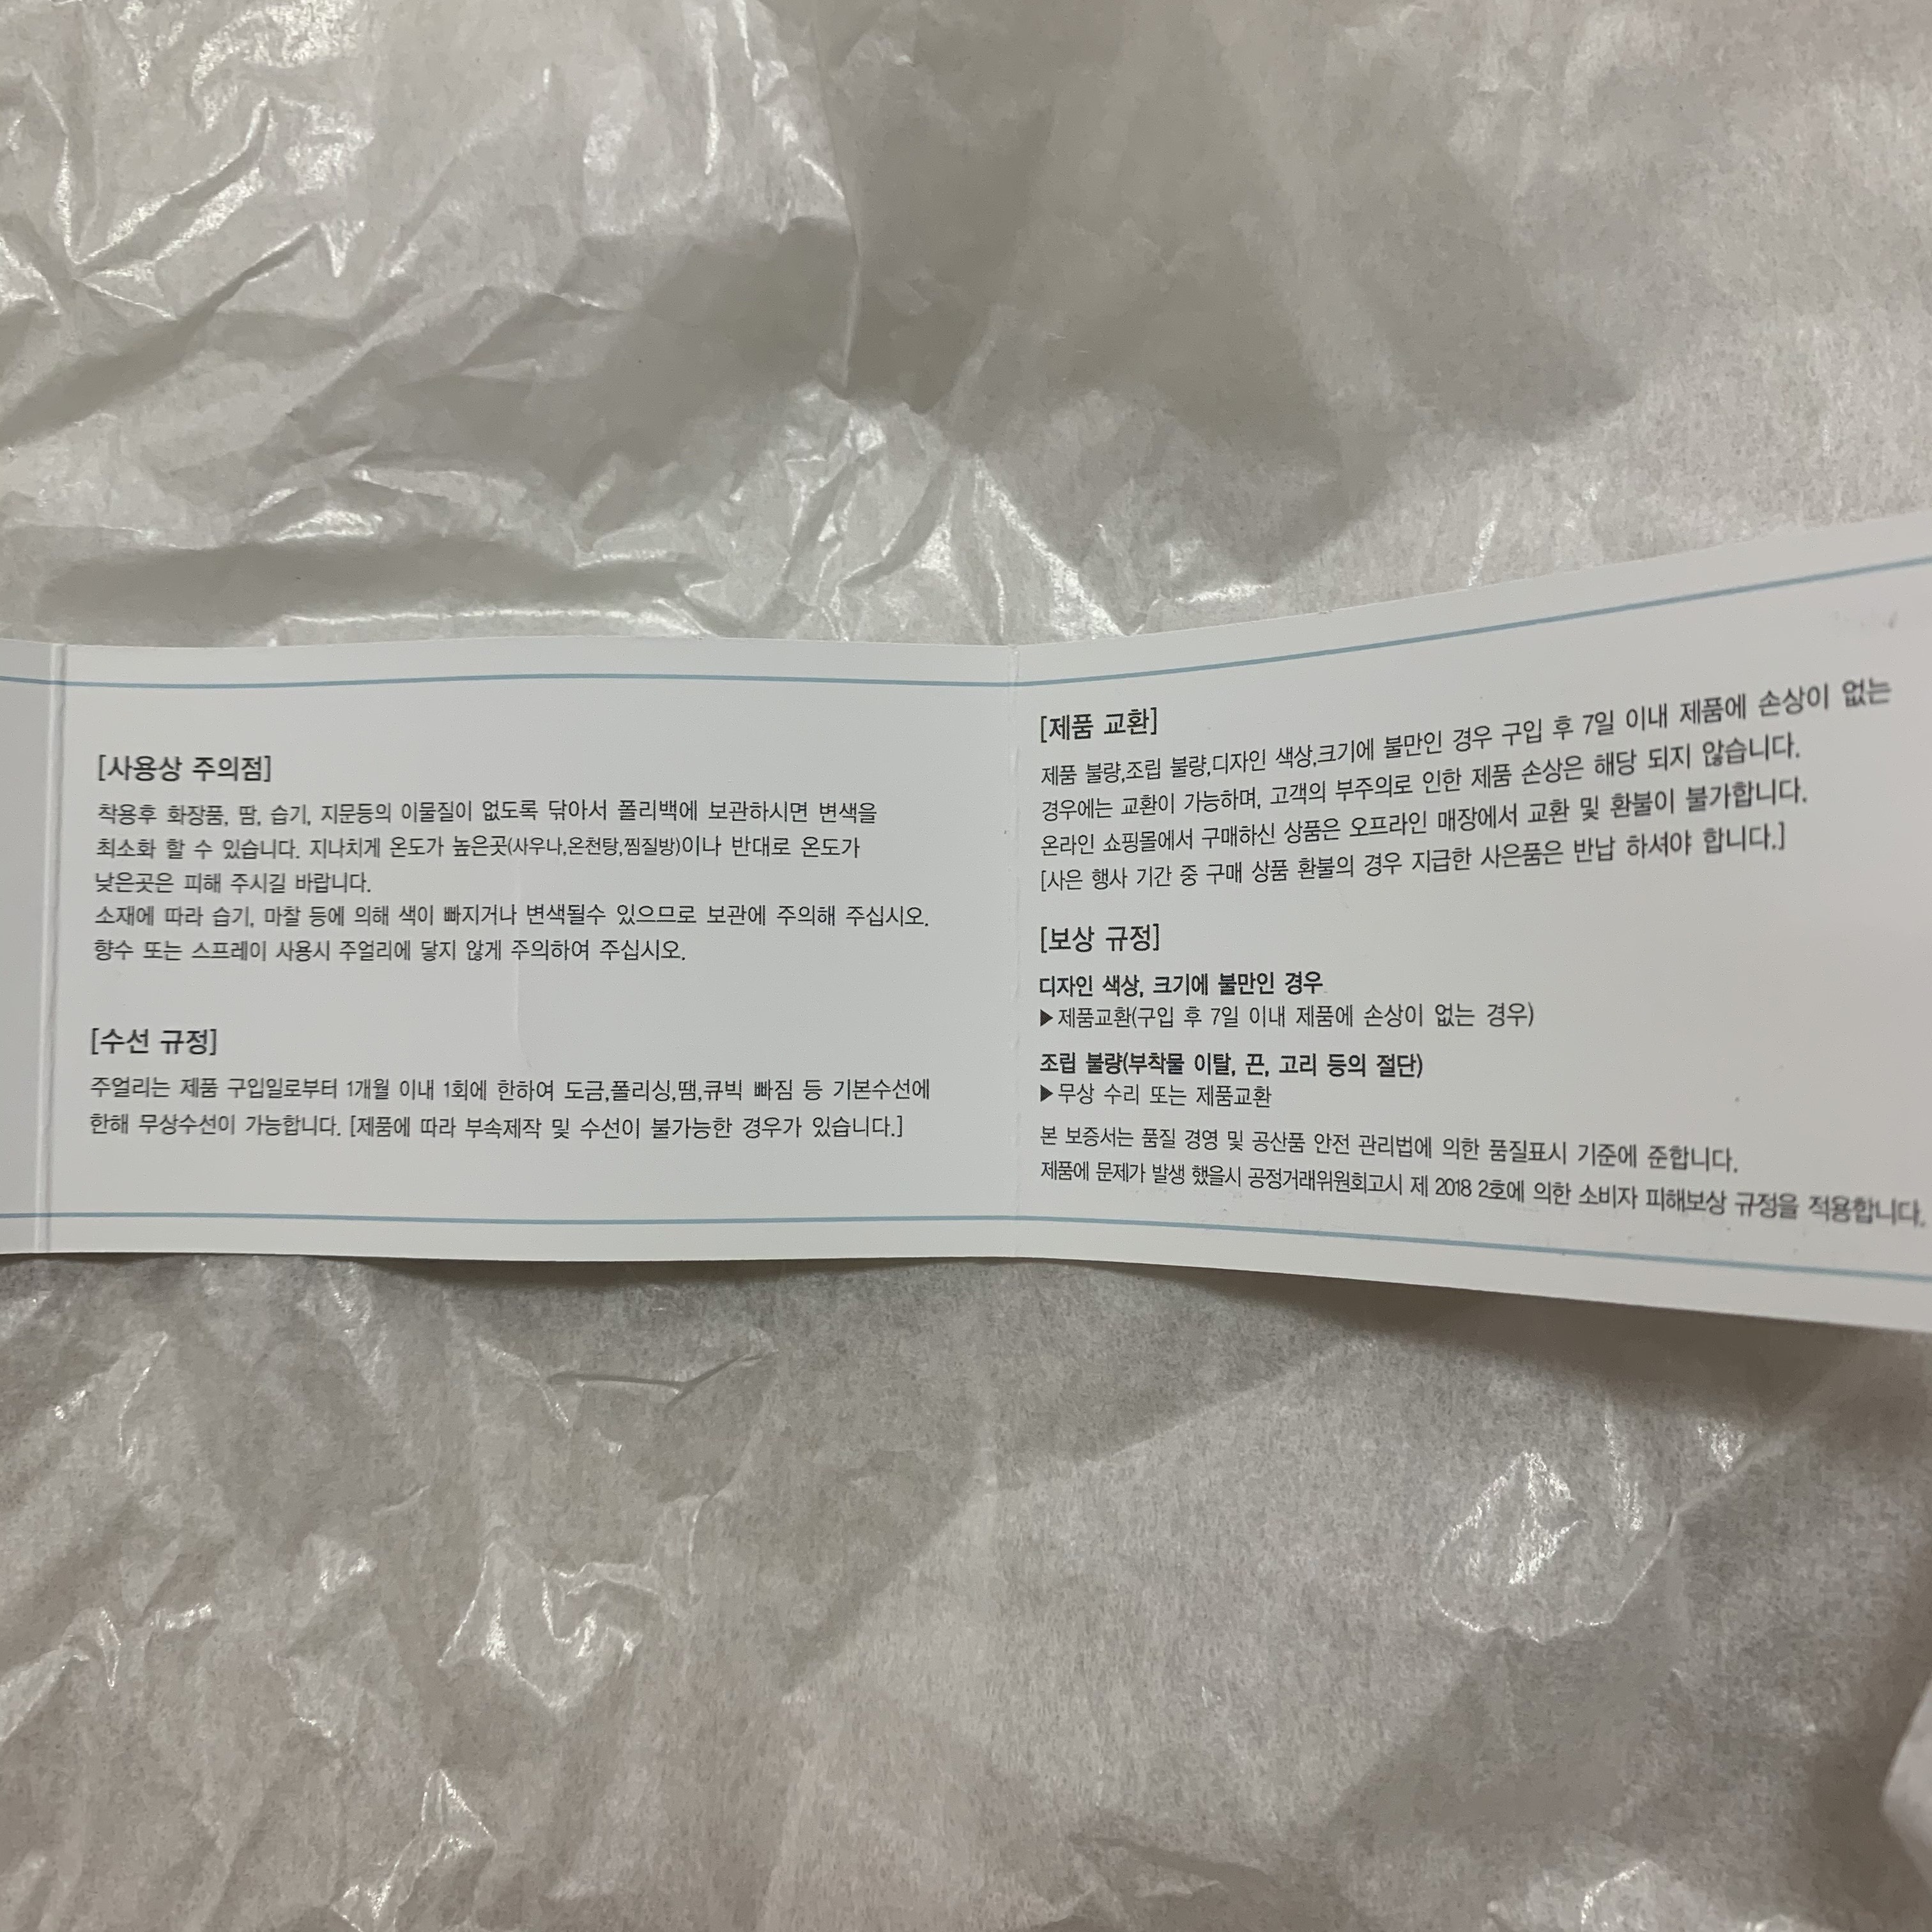 [사용상 주의점]
착용후 화장품, 땀, 습기, 지문등의 이물질이 없도록 닦아서 폴리백에 보관하시면 변색을
최소화 할 수 있습니다. 지나치게 온도가 높은곳(사우나,온천탕,찜질방)이나 반대로 온도가
낮은곳은 피해 주시길 바랍니다.
소재에 따라 습기, 마찰 등에 의해 색이 빠지거나 변색될수 있으므로 보관에 주의해 주십시오.
향수 또는 스프레이 사용시 주얼리에 닿지 않게 주의하여 주십시오.
[수선 규정]
주얼리는 제품 구입일로부터 1개월 이내 1회에 한하여 도금,폴리싱,땜,큐빅 빠짐 등 기본수선에
한해 무상수선이 가능합니다. [제품에 따라 부속제작 및 수선이 불가능한 경우가 있습니다.]
[제품 교환]
제품 불량,조립 불량,디자인 색상,크기에 불만인 경우 구입 후 7일 이내 제품에 손상이 없는
경우에는 교환이 가능하며, 고객의 부주의로 인한 제품 손상은 해당 되지 않습니다.
온라인 쇼핑몰에서 구매하신 상품은 오프라인 매장에서 교환 및 환불이 불가합니다.
[사은 행사 기간 중 구매 상품 환불의 경우 지급한 사은품은 반납 하셔야 합니다.]
[보상 규정]
디자인 색상, 크기에 불만인 경우
▶제품교환(구입 후 7일 이내 제품에 손상이 없는 경우)
조립 불량(부착물 이탈, 끈, 고리 등의 절단)
▶무상 수리 또는 제품교환
본 보증서는 품질 경영 및 공산품 안전 관리법에 의한 품질표시 기준에 준합니다.
제품에 문제가 발생 했을시 공정거래위원회고시 제 2018 2호에 의한 소비자 피해보상 규정을 적용합니다.